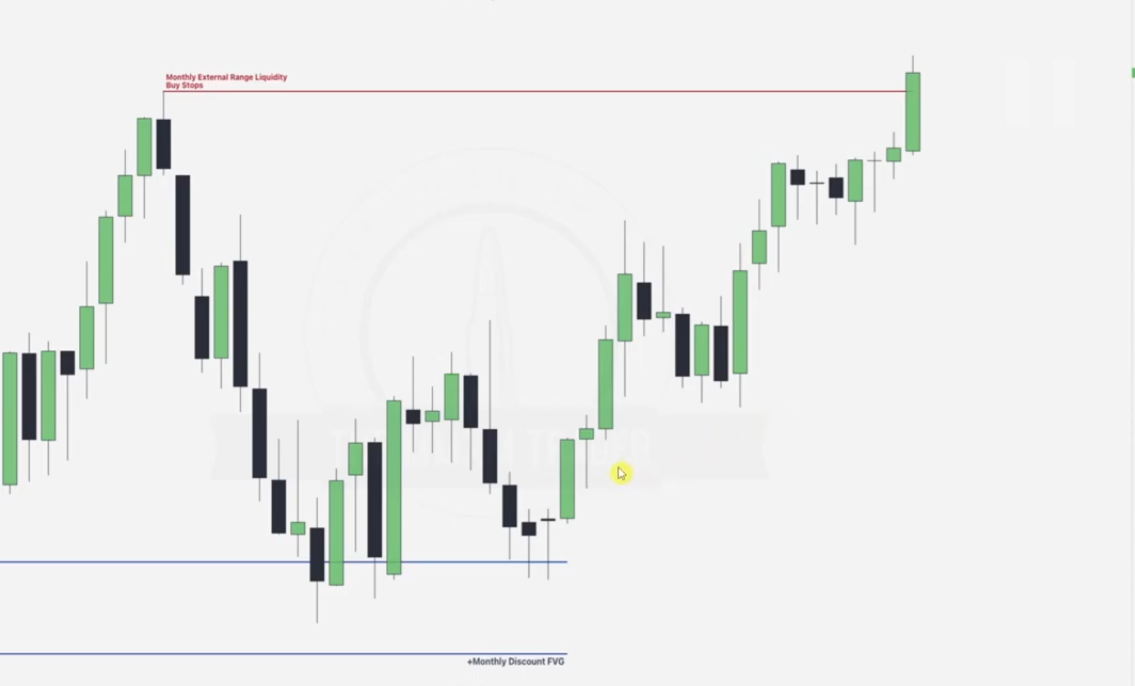 Monthly External Range Liquidity
Buy Stops
+Monthly Discount FVG